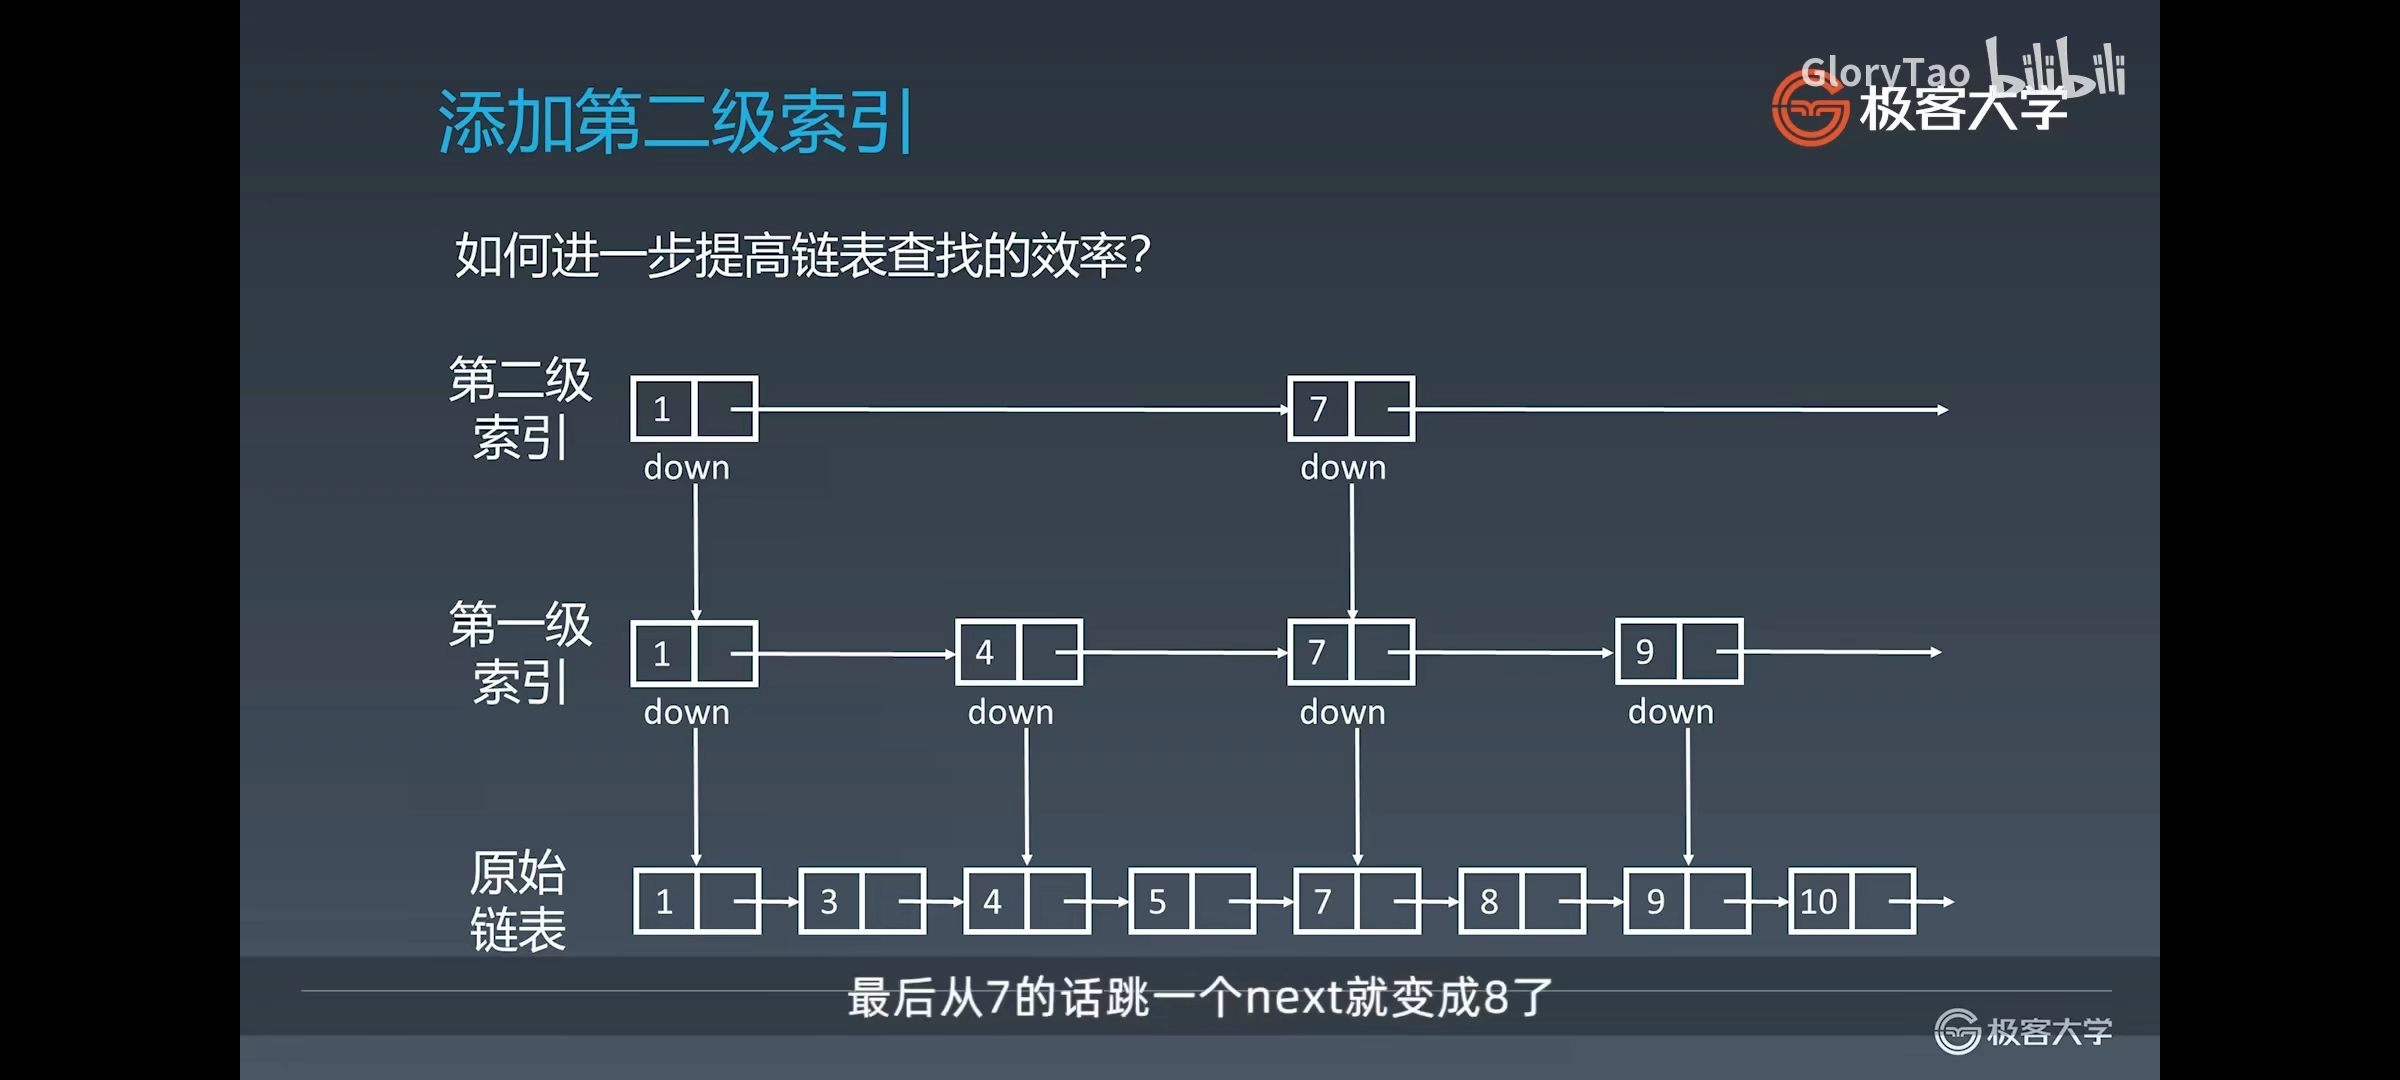 添加第二级索引
GloryTao bilibili
极客大学
如何进一步提高链表查找的效率?
第二级
索引
1
7
down
down
第一级
索引
1
4
7
9
down
down
down
down
原始
链表
1
3
4
5
7
8
9
10
最后从7的话跳一个next就变成8了
极客大学